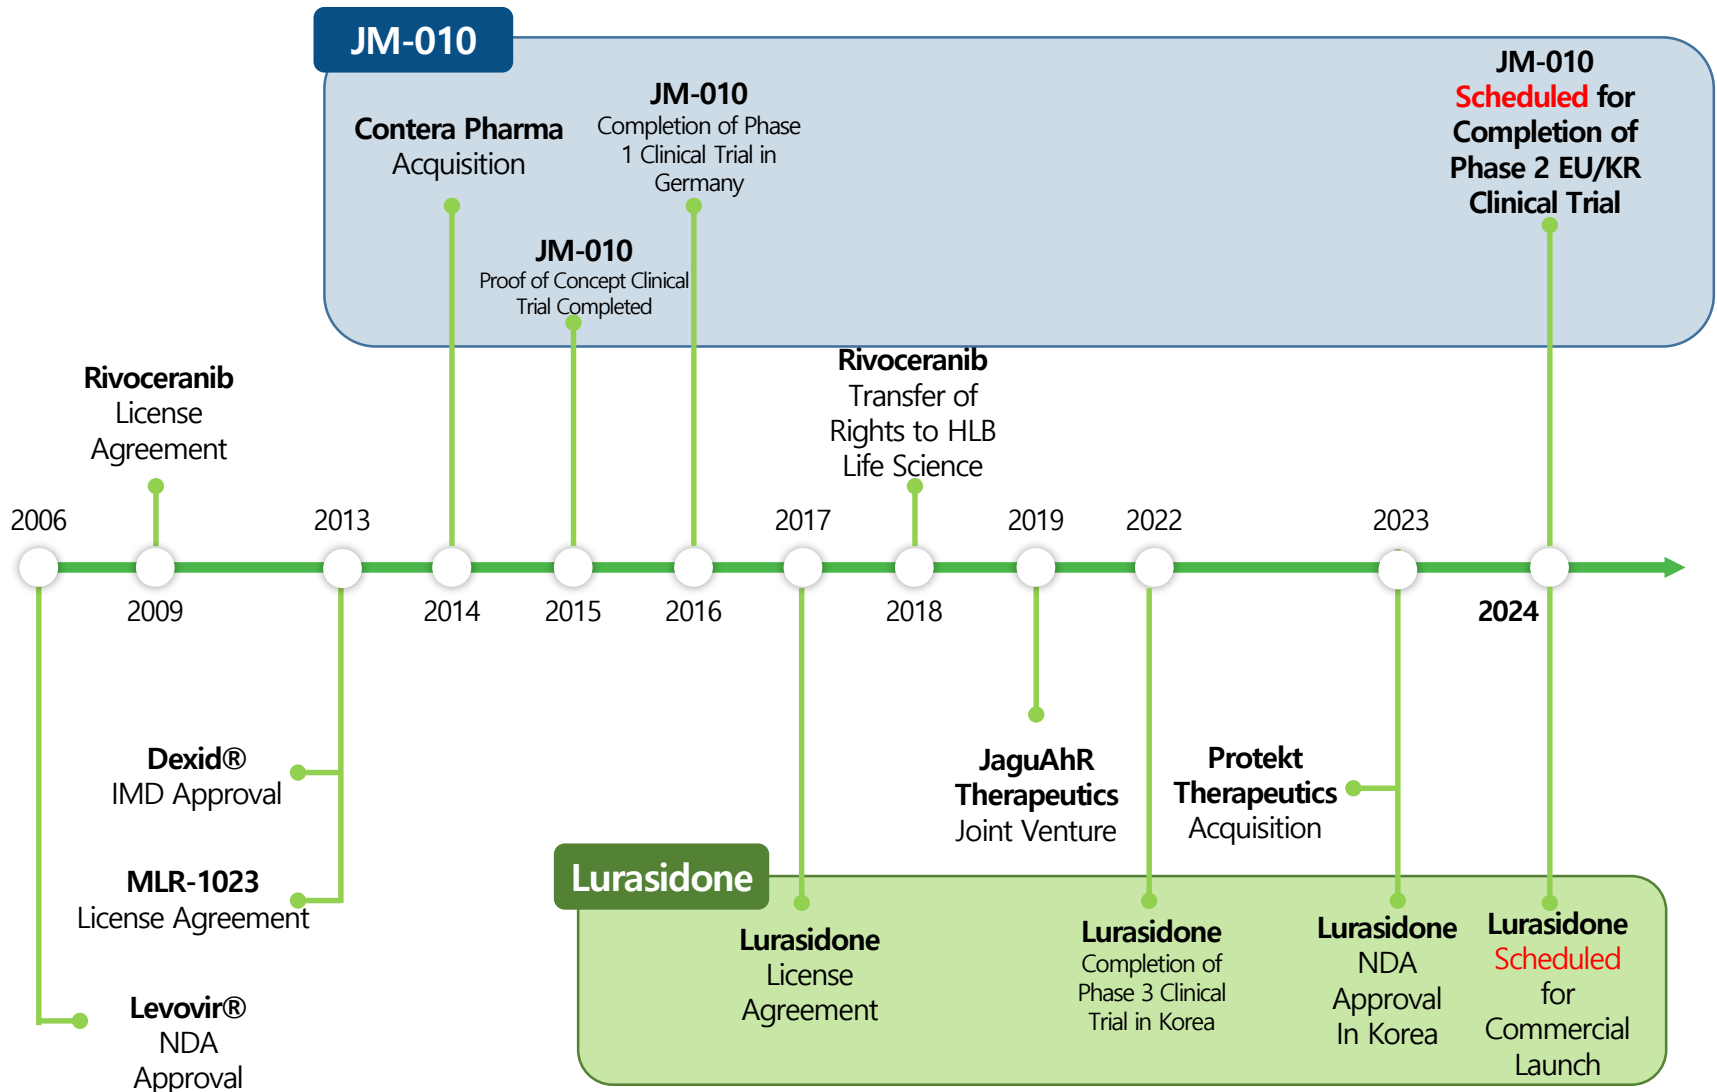 JM-010
Contera Pharma
Acquisition
JM-010
Completion of Phase
1 Clinical Trial in
Germany
JM-010
Proof of Concept Clinical
Trial Completed
JM-010
Scheduled for
Completion of
Phase 2 EU/KR
Clinical Trial
Rivoceranib
License
Agreement
Rivoceranib
Transfer of
Rights to HLB
Life Science
2006
2013
2017
2019
2022
2023
2009
2014
2015
2016
2018
2024
Dexid®
IMD Approval
MLR-1023
License Agreement
Levovir®
NDA
Approval
JaguAhR
Therapeutics
Joint Venture
Protekt
Therapeutics
Acquisition
Lurasidone
Lurasidone
License
Agreement
Lurasidone
Completion of
Phase 3 Clinical
Trial in Korea
Lurasidone
NDA
Approval
In Korea
Lurasidone
Scheduled
for
Commercial
Launch